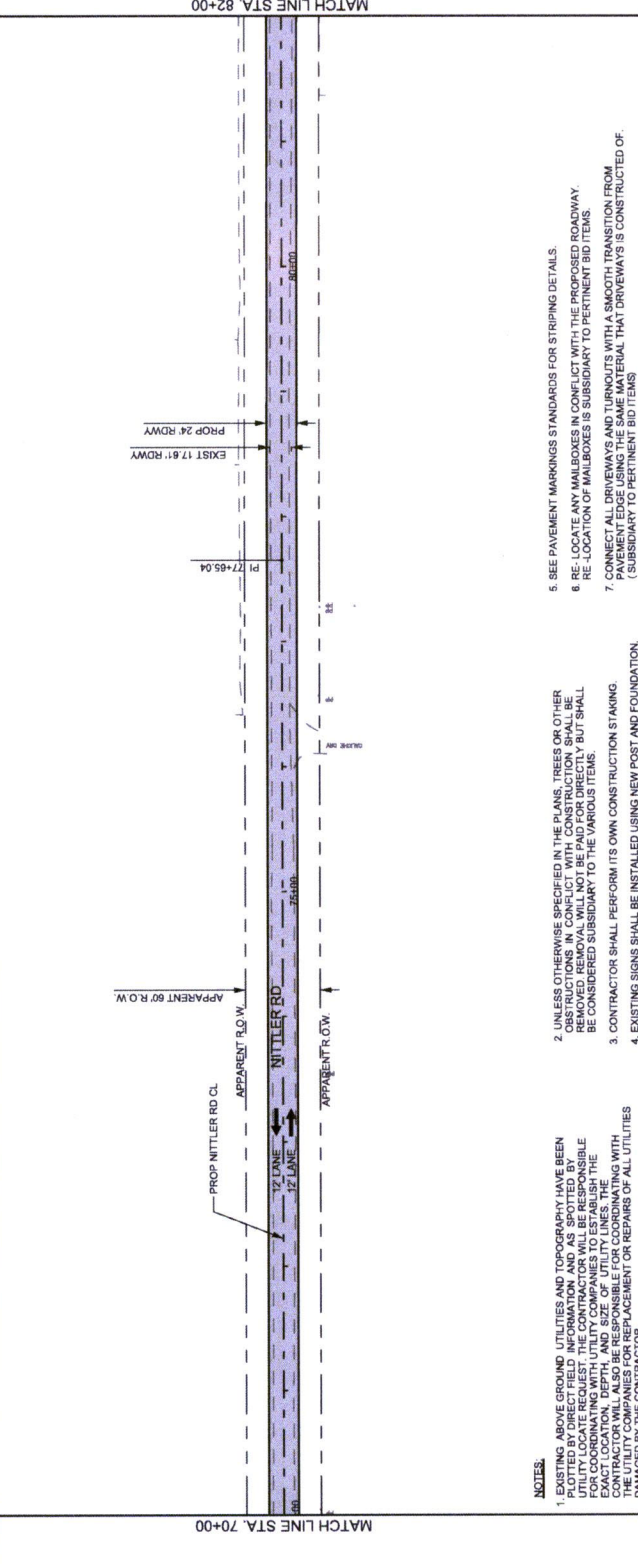 MATCH LINE STA. 70+00
MATCH LINE STA. 82+00
PROP NITTLER RD CL
APPARENT 60' R.O.W.
APPARENT R.O.W.
NITTLER RD
12' LANE
12' LANE
APPARENT R.O.W.
75+00
PI 77+65.04
EXIST 17.61' RDWY
PROP 24' RDWY
80+00
NOTES:
1. EXISTING ABOVE GROUND UTILITIES AND TOPOGRAPHY HAVE BEEN
PLOTTED BY DIRECT FIELD INFORMATION AND AS SPOTTED BY
UTILITY LOCATE REQUEST. THE CONTRACTOR WILL BE RESPONSIBLE
FOR COORDINATING WITH UTILITY COMPANIES TO ESTABLISH THE
EXACT LOCATION, DEPTH, AND SIZE OF UTILITY LINES. THE
CONTRACTOR WILL ALSO BE RESPONSIBLE FOR COORDINATING WITH
THE UTILITY COMPANIES FOR REPLACEMENT OR REPAIRS OF ALL UTILITIES
DAMAGED BY THE CONTRACTOR
2. UNLESS OTHERWISE SPECIFIED IN THE PLANS, TREES OR OTHER
OBSTRUCTIONS IN CONFLICT WITH CONSTRUCTION SHALL BE
REMOVED. REMOVAL WILL NOT BE PAID FOR DIRECTLY BUT SHALL
BE CONSIDERED SUBSIDIARY TO THE VARIOUS ITEMS.
3. CONTRACTOR SHALL PERFORM ITS OWN CONSTRUCTION STAKING.
4. EXISTING SIGNS SHALL BE INSTALLED USING NEW POST AND FOUNDATION.
5. SEE PAVEMENT MARKINGS STANDARDS FOR STRIPING DETAILS.
6. RE- LOCATE ANY MAILBOXES IN CONFLICT WITH THE PROPOSED ROADWAY.
RE -LOCATION OF MAILBOXES IS SUBSIDIARY TO PERTINENT BID ITEMS.
7. CONNECT ALL DRIVEWAYS AND TURNOUTS WITH A SMOOTH TRANSITION FROM
PAVEMENT EDGE USING THE SAME MATERIAL THAT DRIVEWAYS IS CONSTRUCTED OF.
( SUBSIDIARY TO PERTINENT BID ITEMS)